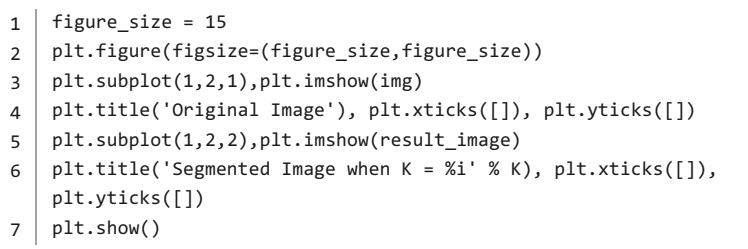 1 figure_size = 15
2 plt.figure(figsize=(figure_size,figure_size))
3 plt.subplot(1,2,1),plt.imshow(img)
4 plt.title('Original Image'), plt.xticks([]), plt.yticks([])
5 plt.subplot(1,2,2),plt.imshow(result_image)
6 plt.title('Segmented Image when K = %i' % K), plt.xticks([]),
plt.yticks([])
7 plt.show()